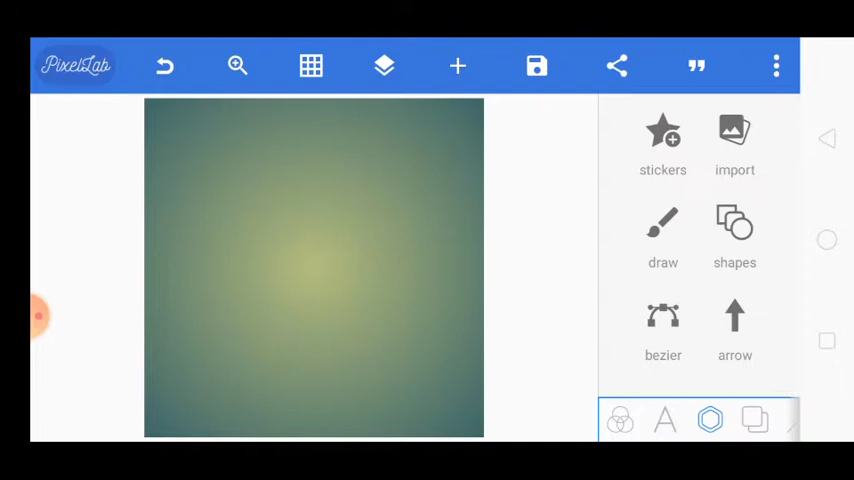 PixelLab
stickers
import
draw
shapes
bezier
arrow